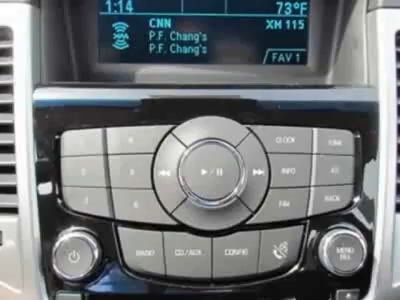 1:14 73°F
CNN XM 115
P.F. Chang's
P.F. Chang's
FAV 1
CLOCK
INFO
FAV BACK
RADIO CD/AUX CONFIG
MENU